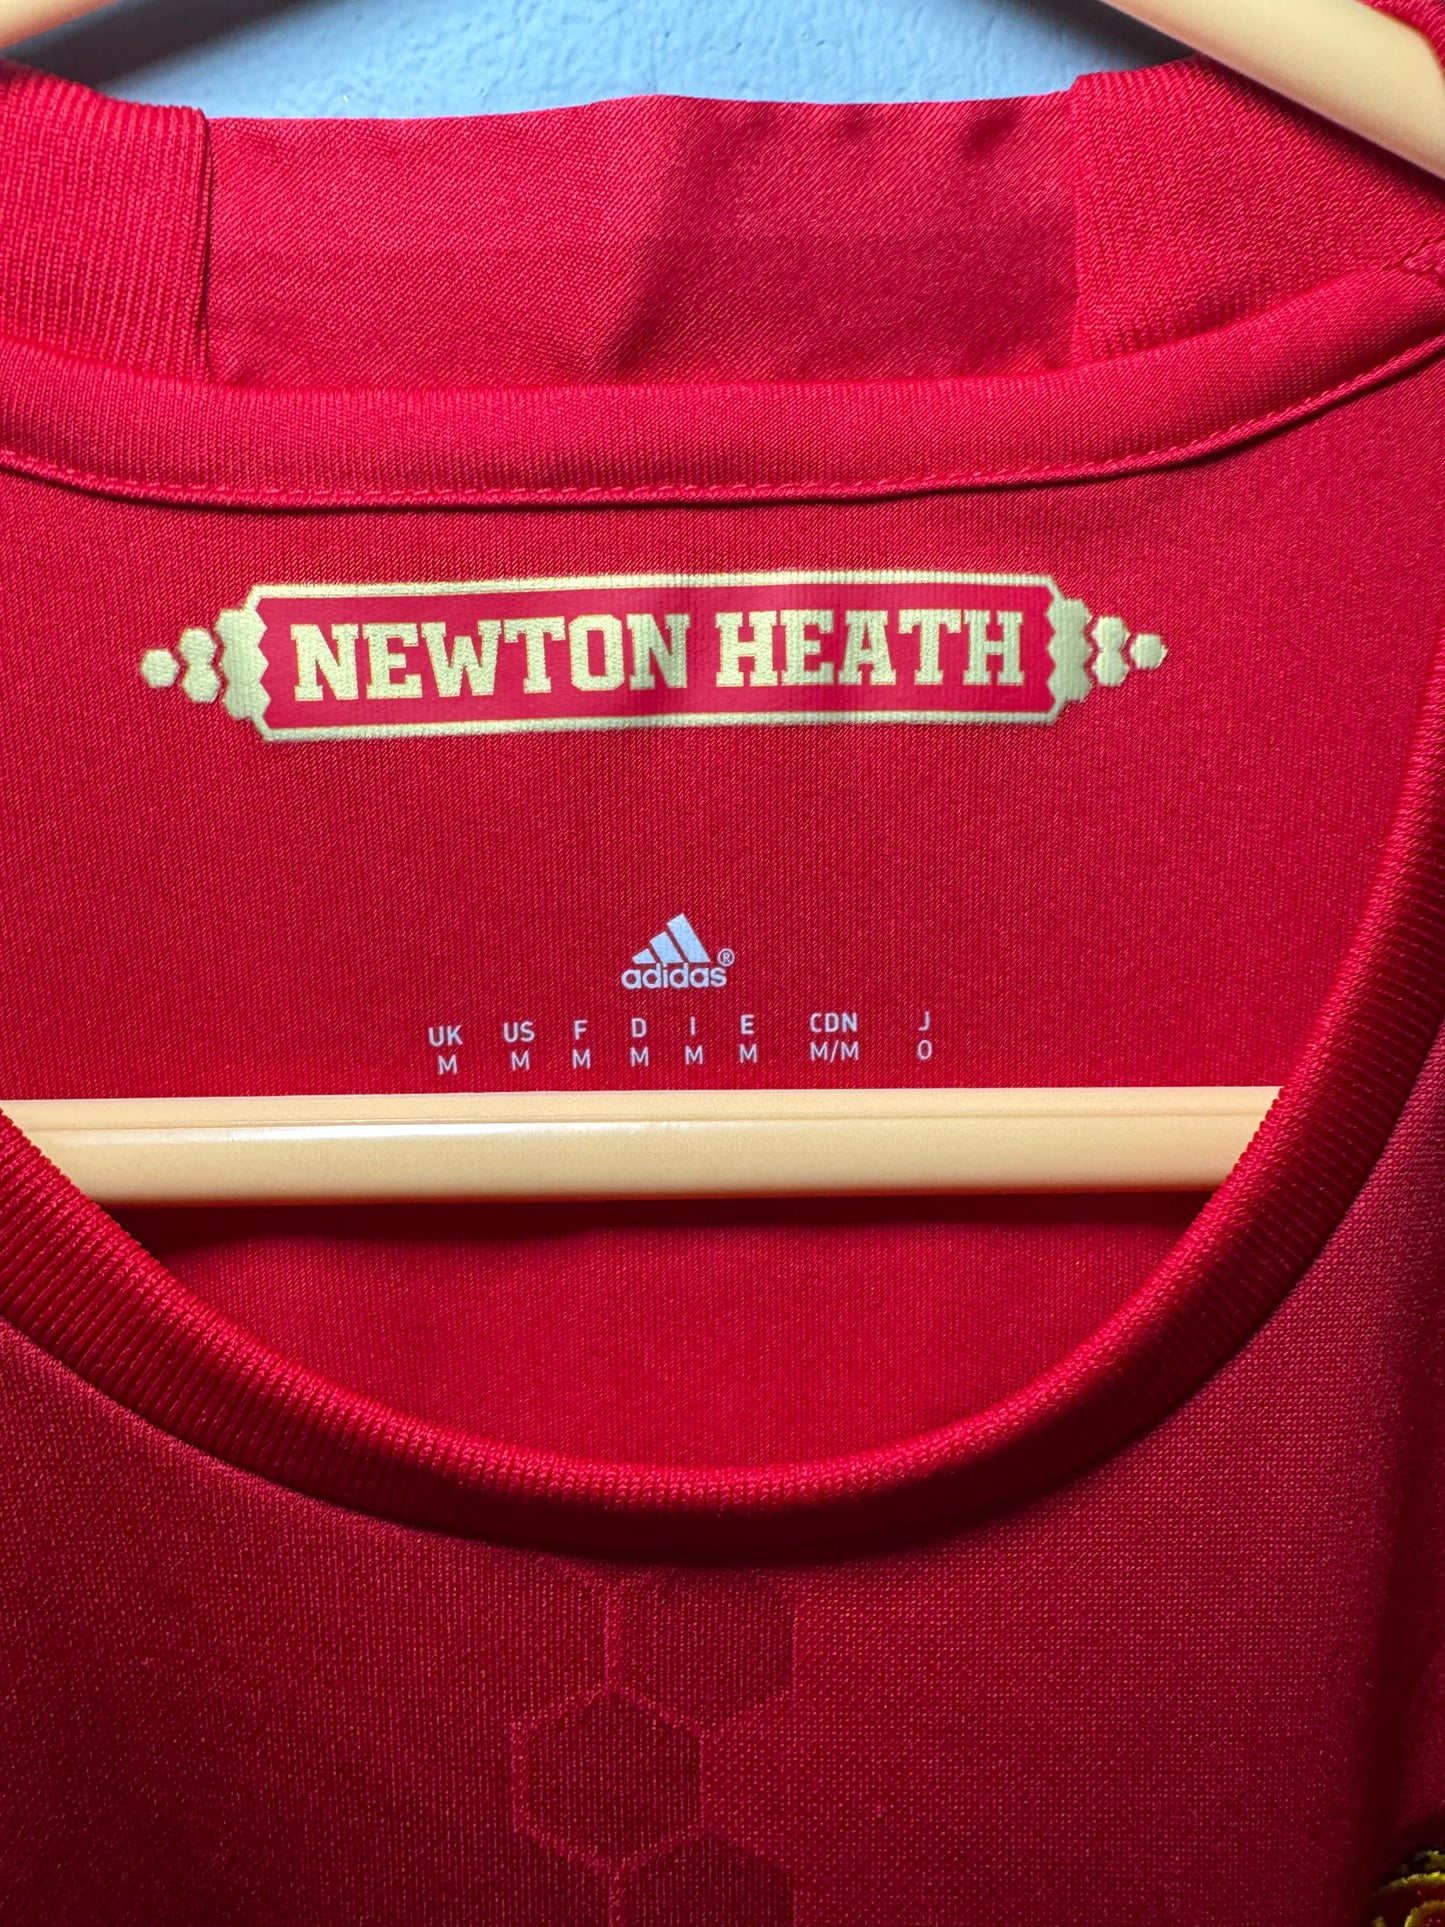 NEWTON HEATH
adidas®
UK US F D I E CDN J
M M M M M M M/M O